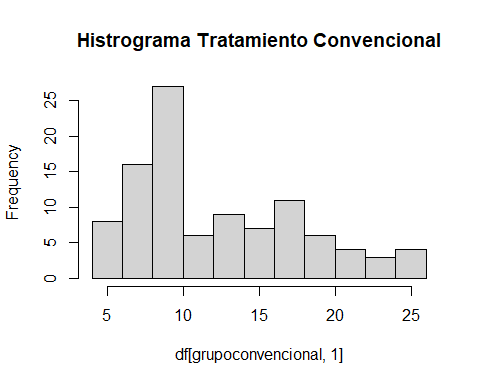 Histrograma Tratamiento Convencional
Frequency
25
20
15
10
5
0
5 10 15 20 25
df[grupoconvencional, 1]